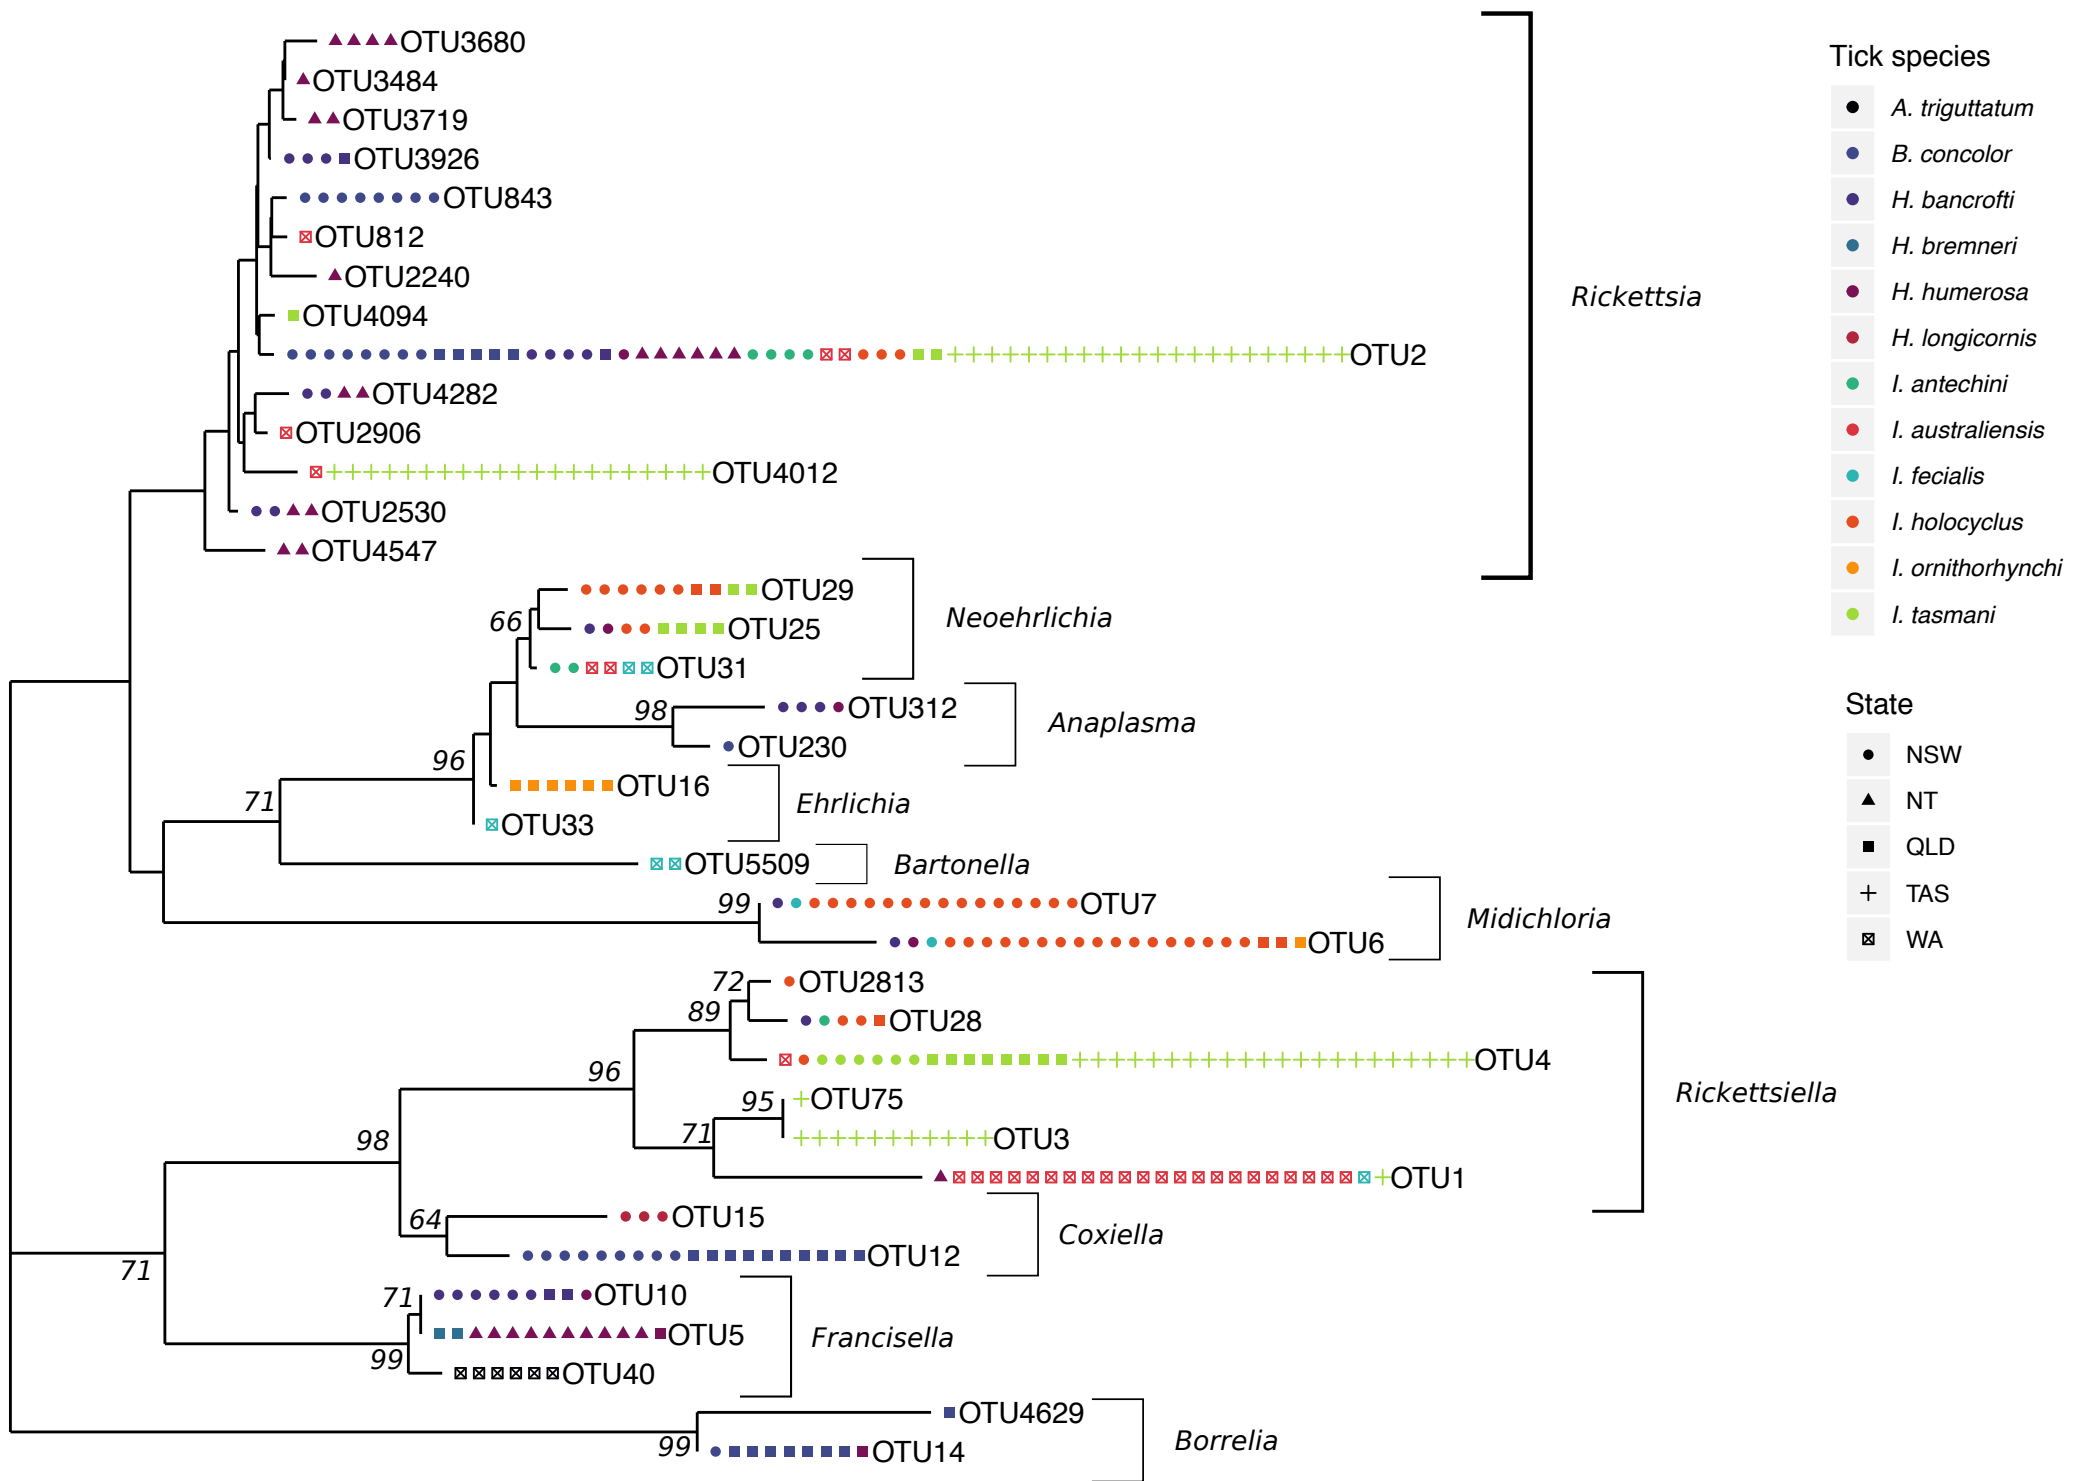 OTU3680
OTU3484
OTU3719
OTU3926
OTU843
OTU812
OTU2240
OTU4094
OTU2
OTU4282
OTU2906
OTU4012
OTU2530
OTU4547
Rickettsia
OTU29
66
OTU25
OTU31
Neoehrlichia
98
OTU312
OTU230
Anaplasma
96
OTU16
OTU33
Ehrlichia
71
OTU5509
Bartonella
99
OTU7
OTU6
Midichloria
72
OTU2813
89
OTU28
OTU4
96
95
OTU75
OTU3
71
OTU1
Rickettsiella
98
64
OTU15
OTU12
Coxiella
71
71
OTU10
OTU5
99
OTU40
Francisella
OTU4629
99
OTU14
Borrelia
Tick species
A. triguttatum
B. concolor
H. bancrofti
H. bremneri
H. humerosa
H. longicornis
I. antechini
I. australiensis
I. fecialis
I. holocyclus
I. ornithorhynchi
I. tasmani
State
NSW
NT
QLD
TAS
WA